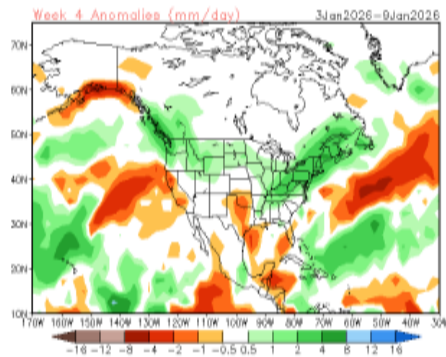 Week 4 Anomalies (mm/day) 3Jan2026-9Jan2026
70N
60N
50N
40N
30N
20N
10N
170W 160W 150W 140W 130W 120W 110W 100W 90W 80W 70W 60W 50W 40W 30W
-16 -12 -8 -4 -2 -1 -0.5 0.5 1 2 4 8 12 16